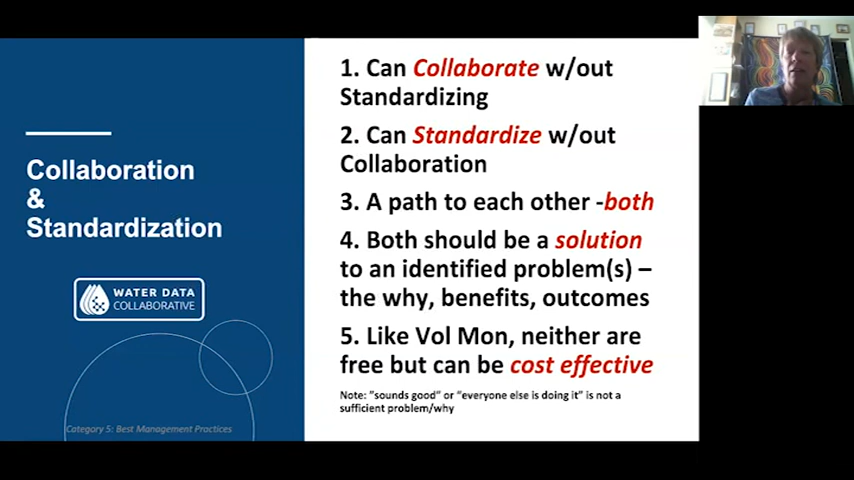 Collaboration
&
Standardization
WATER DATA
COLLABORATIVE
Category 5: Best Management Practices
1. Can Collaborate w/out
Standardizing
2. Can Standardize w/out
Collaboration
3. A path to each other -both
4. Both should be a solution
to an identified problem(s) –
the why, benefits, outcomes
5. Like Vol Mon, neither are
free but can be cost effective
Note: "sounds good" or "everyone else is doing it" is not a
sufficient problem/why